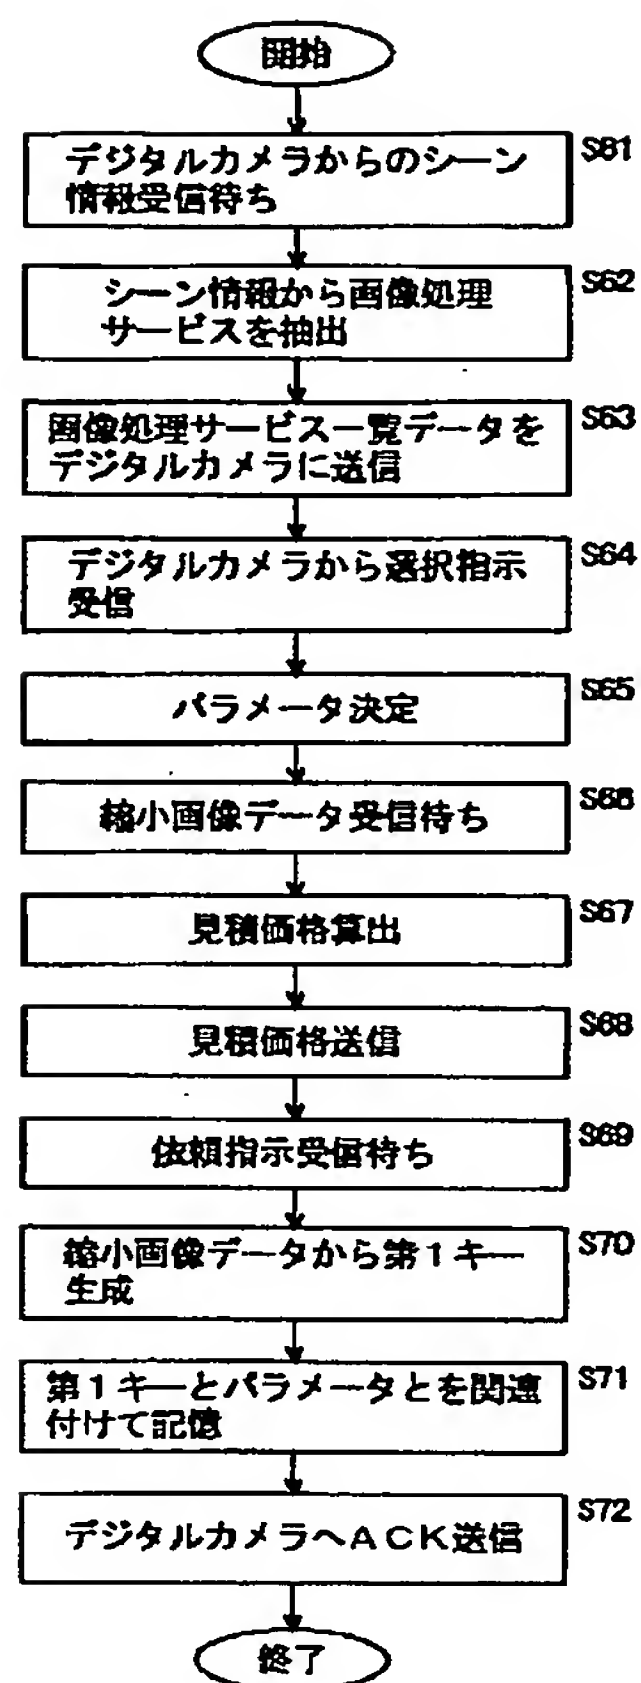 開始
S61
デジタルカメラからのシーン
情報受信待ち
S62
シーン情報から画像処理
サービスを抽出
S63
画像処理サービス一覧データを
デジタルカメラに送信
S64
デジタルカメラから選択指示
受信
S65
パラメータ決定
S66
縮小画像データ受信待ち
S67
見積価格算出
S68
見積価格送信
S69
依頼指示受信待ち
S70
縮小画像データから第1キー
生成
S71
第1キーとパラメータとを関連
付けて記憶
S72
デジタルカメラへACK送信
終了